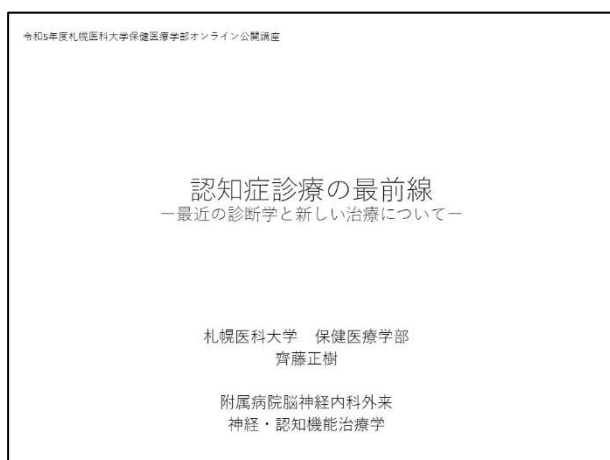 令和5年度札幌医科大学保健医療学部オンライン公開講座
認知症診療の最前線
－最近の診断学と新しい治療について－
札幌医科大学　保健医療学部
齊藤正樹
附属病院脳神経内科外来
神経・認知機能治療学